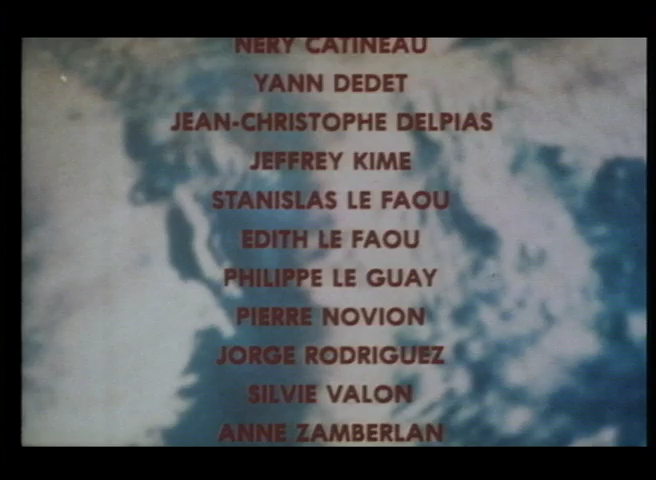 NERY CATINEAU
YANN DEDET
JEAN-CHRISTOPHE DELPIAS
JEFFREY KIME
STANISLAS LE FAOU
EDITH LE FAOU
PHILIPPE LE GUAY
PIERRE NOVION
JORGE RODRIGUEZ
SILVIE VALON
ANNE ZAMBERLAN